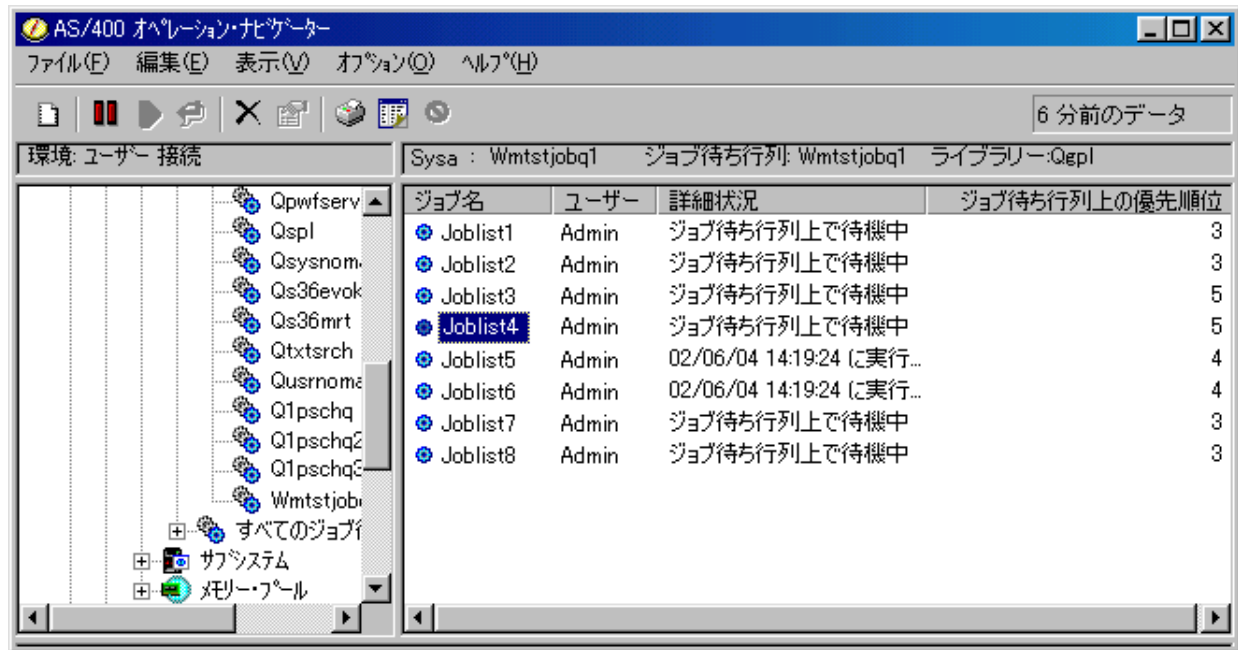 AS/400 オペレーション・ナビゲーター
ファイル(F) 編集(E) 表示(V) オプション(O) ヘルプ(H)
6 分前のデータ
環境: ユーザー 接続
Sysa : Wmtstjobq1 ジョブ待ち行列: Wmtstjobq1 ライブラリー:Qgpl
Qpwfserv
Qspl
Qsysnom
Qs36evok
Qs36mrt
Qtxtsrch
Qusrnoma
Q1pschq
Q1pschq2
Q1pschq3
Wmtstjob
すべてのジョブ行
サブシステム
メモリー・プール
ジョブ名 ユーザー 詳細状況 ジョブ待ち行列上の優先順位
Joblist1 Admin ジョブ待ち行列上で待機中 3
Joblist2 Admin ジョブ待ち行列上で待機中 3
Joblist3 Admin ジョブ待ち行列上で待機中 5
Joblist4 Admin ジョブ待ち行列上で待機中 5
Joblist5 Admin 02/06/04 14:19:24 に実行... 4
Joblist6 Admin 02/06/04 14:19:24 に実行... 4
Joblist7 Admin ジョブ待ち行列上で待機中 3
Joblist8 Admin ジョブ待ち行列上で待機中 3